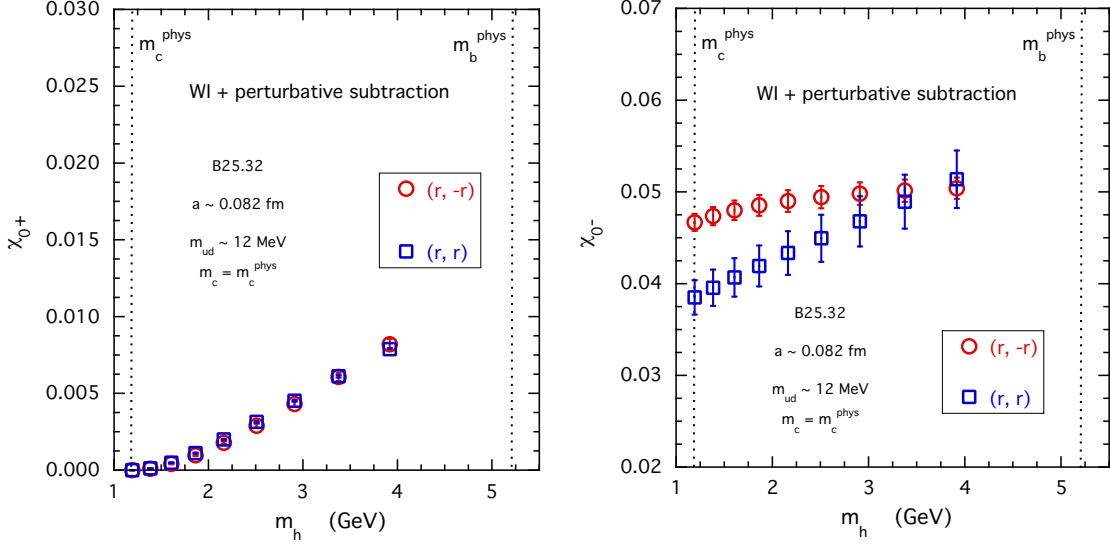 0.030
0.025
0.020
0.015
0.010
0.005
0.000
χ0+
m_c^phys
m_b^phys
WI + perturbative subtraction
B25.32
a ~ 0.082 fm
m_ud ~ 12 MeV
m_c = m_c^phys
(r, -r)
(r, r)
1 2 3 4 5
m_h (GeV)
0.07
0.06
0.05
0.04
0.03
0.02
χ0-
m_c^phys
m_b^phys
WI + perturbative subtraction
B25.32
a ~ 0.082 fm
m_ud ~ 12 MeV
m_c = m_c^phys
(r, -r)
(r, r)
1 2 3 4 5
m_h (GeV)